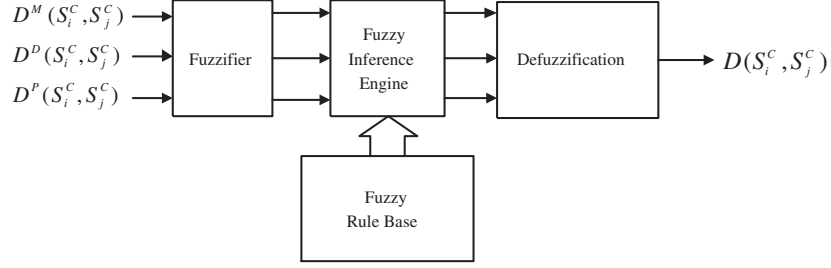 D^M(S_i^C, S_j^C)
D^D(S_i^C, S_j^C)
D^P(S_i^C, S_j^C)
Fuzzifier
Fuzzy
Inference
Engine
Defuzzification
D(S_i^C, S_j^C)
Fuzzy
Rule Base